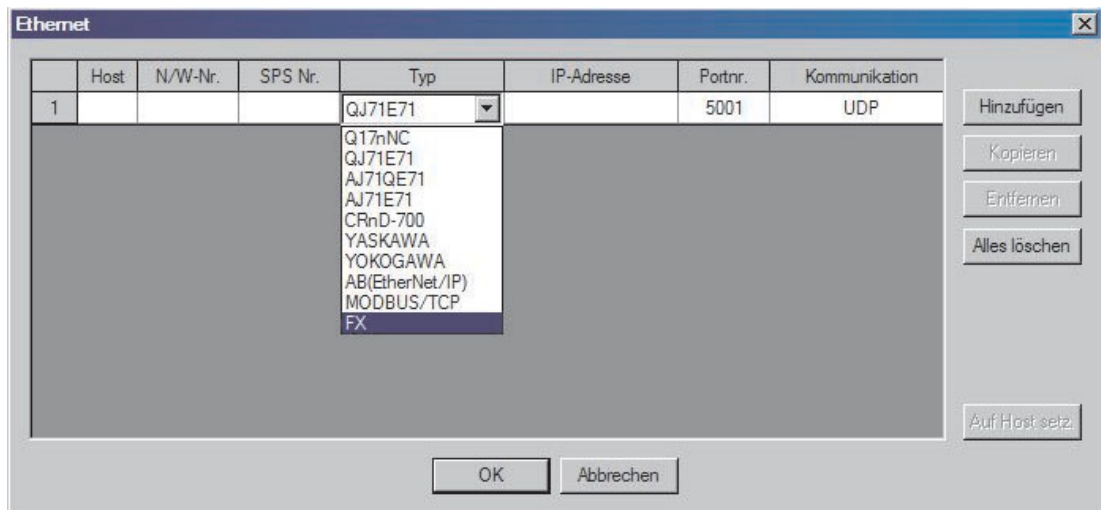 Ethernet
Host N/W-Nr. SPS Nr. Typ IP-Adresse Portnr. Kommunikation
1 QJ71E71 5001 UDP
Q17nNC
QJ71E71
AJ71QE71
AJ71E71
CRnD-700
YASKAWA
YOKOGAWA
AB(EtherNet/IP)
MODBUS/TCP
FX
Hinzufügen
Kopieren
Entfernen
Alles löschen
Auf Host setz.
OK Abbrechen